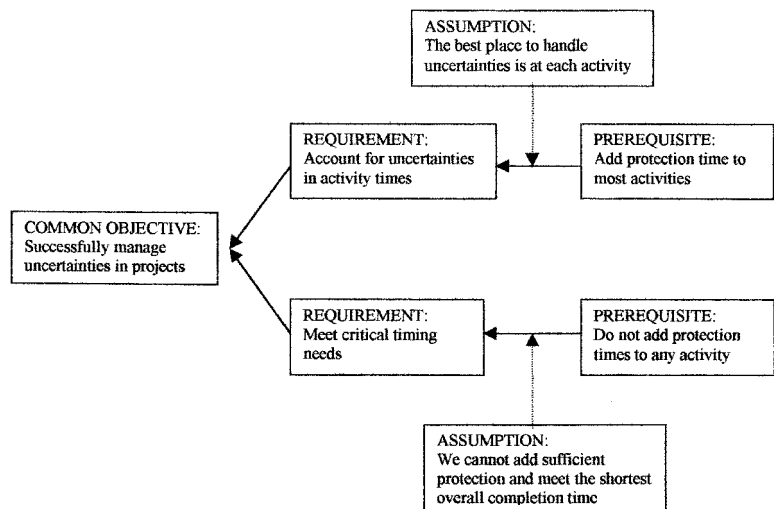 ASSUMPTION:
The best place to handle
uncertainties is at each activity
REQUIREMENT:
Account for uncertainties
in activity times
PREREQUISITE:
Add protection time to
most activities
COMMON OBJECTIVE:
Successfully manage
uncertainties in projects
REQUIREMENT:
Meet critical timing
needs
PREREQUISITE:
Do not add protection
times to any activity
ASSUMPTION:
We cannot add sufficient
protection and meet the shortest
overall completion time